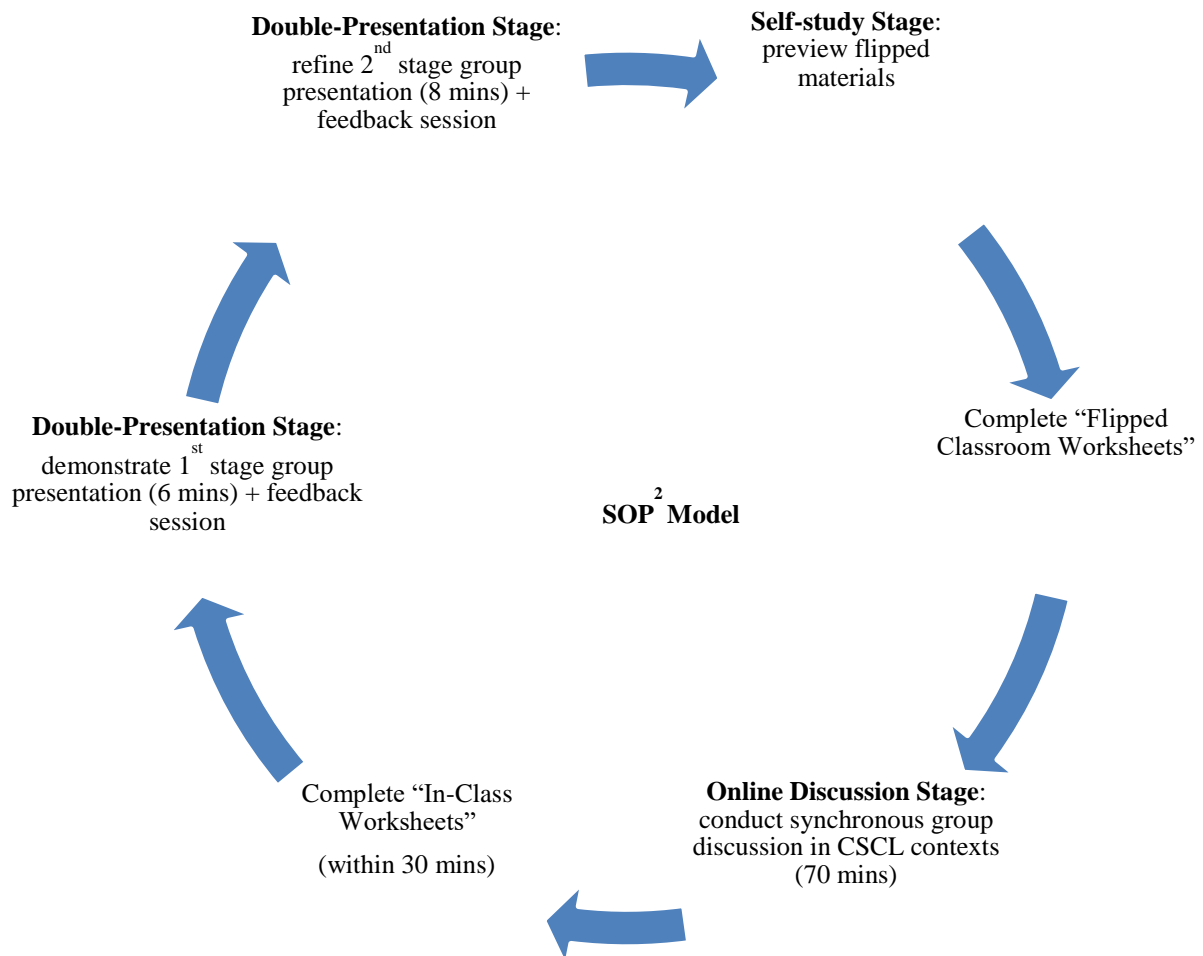 Double-Presentation Stage:
refine 2nd stage group
presentation (8 mins) +
feedback session
Self-study Stage:
preview flipped
materials
Complete “Flipped
Classroom Worksheets”
Online Discussion Stage:
conduct synchronous group
discussion in CSCL contexts
(70 mins)
Complete “In-Class
Worksheets”
(within 30 mins)
Double-Presentation Stage:
demonstrate 1st stage group
presentation (6 mins) + feedback
session
SOP2 Model